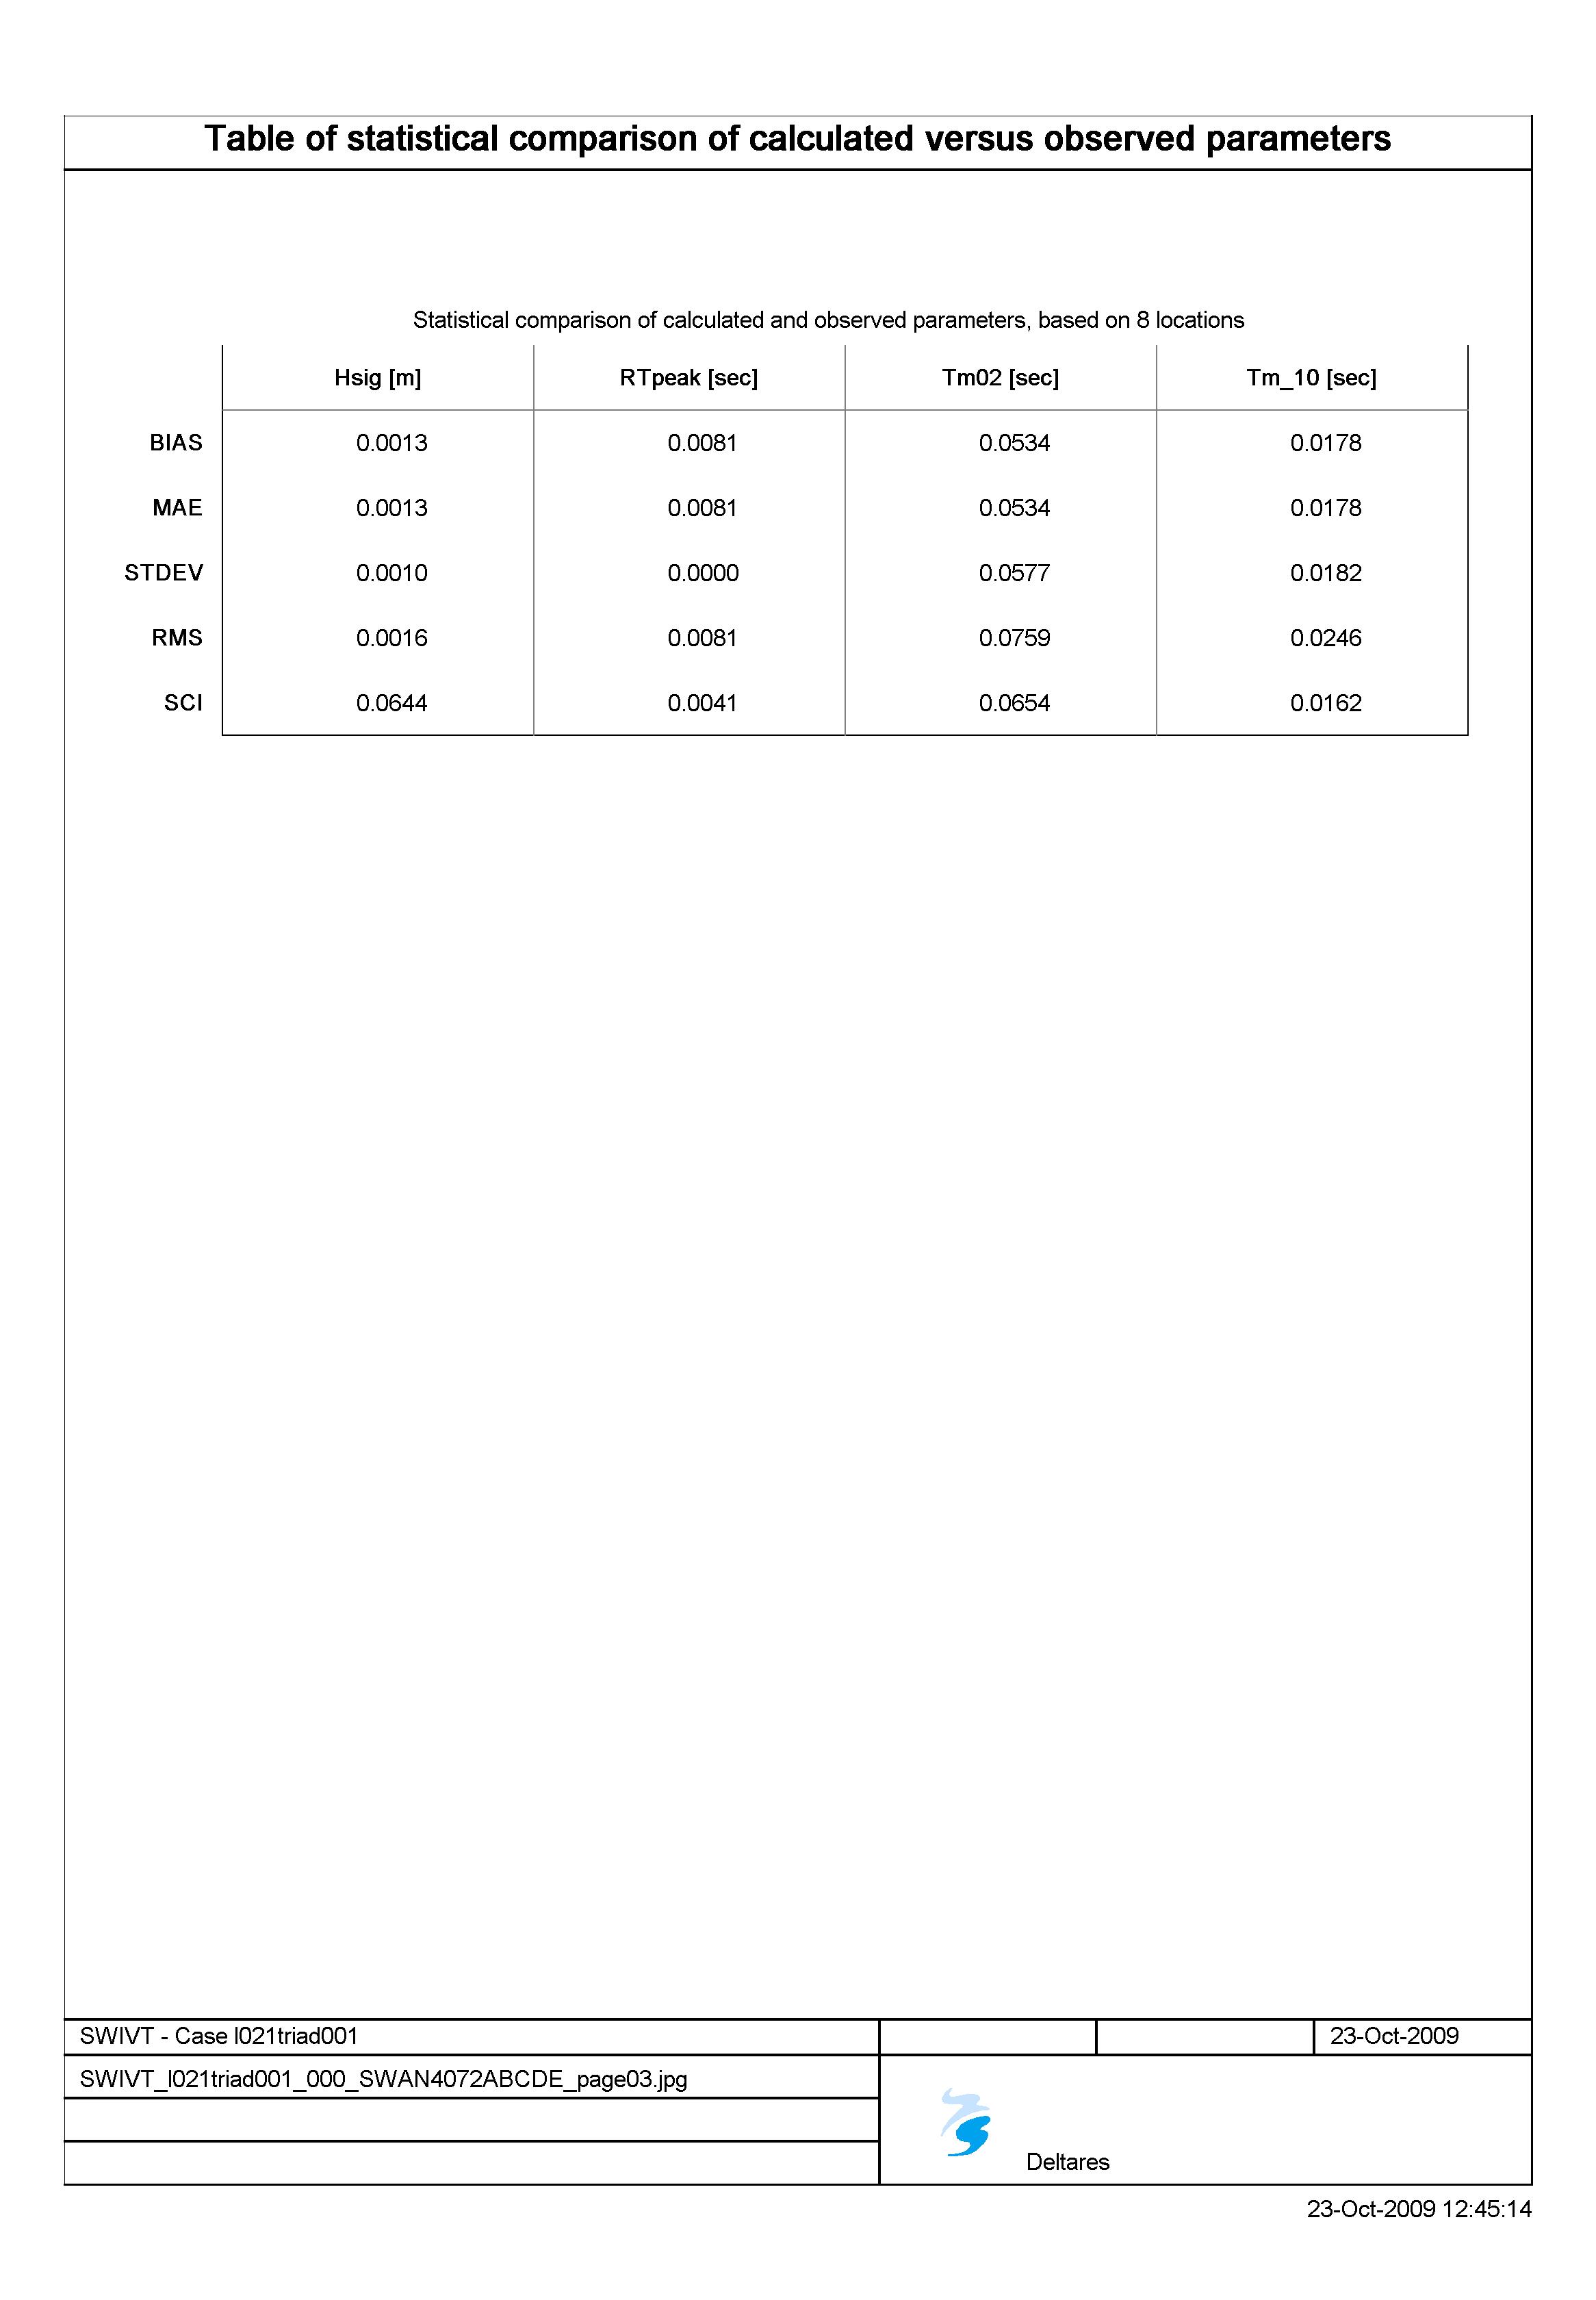 Table of statistical comparison of calculated versus observed parameters
Statistical comparison of calculated and observed parameters, based on 8 locations
Hsig [m] RTpeak [sec] Tm02 [sec] Tm_10 [sec]
BIAS 0.0013 0.0081 0.0534 0.0178
MAE 0.0013 0.0081 0.0534 0.0178
STDEV 0.0010 0.0000 0.0577 0.0182
RMS 0.0016 0.0081 0.0759 0.0246
SCI 0.0644 0.0041 0.0654 0.0162
SWIVT - Case l021triad001 23-Oct-2009
SWIVT_l021triad001_000_SWAN4072ABCDE_page03.jpg
Deltares
23-Oct-2009 12:45:14